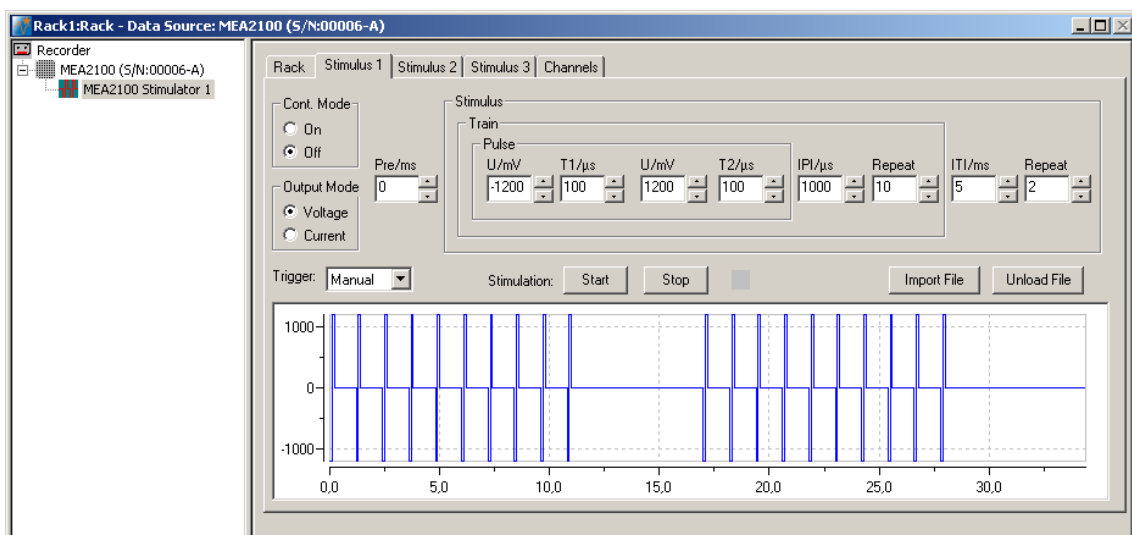 Rack1:Rack - Data Source: MEA2100 (S/N:00006-A)
Recorder
MEA2100 (S/N:00006-A)
MEA2100 Stimulator 1
Rack Stimulus 1 Stimulus 2 Stimulus 3 Channels
Cont. Mode
On
Off
Output Mode
Voltage
Current
Pre/ms
0
Stimulus
Train
Pulse
U/mV T1/µs U/mV T2/µs IPI/µs Repeat ITI/ms Repeat
-1200 100 1200 100 1000 10 5 2
Trigger: Manual Stimulation: Start Stop Import File Unload File
1000
0
-1000
0,0 5,0 10,0 15,0 20,0 25,0 30,0